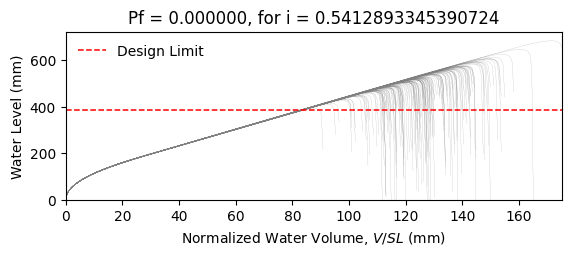 Pf = 0.000000, for i = 0.5412893345390724
Design Limit
Water Level (mm)
600
400
200
0
0 20 40 60 80 100 120 140 160
Normalized Water Volume, V/SL (mm)